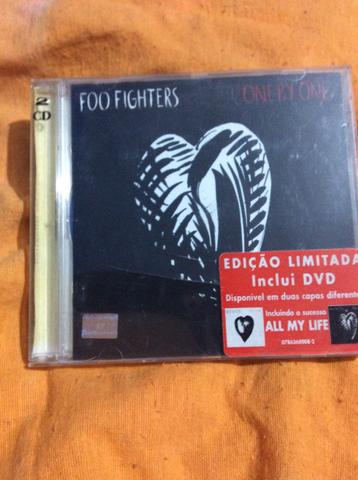 FOO FIGHTERS
ONE BY ONE
2
CD
EDIÇÃO LIMITADA
Inclui DVD
Disponível em duas capas diferente
Incluindo o sucesso
ALL MY LIFE